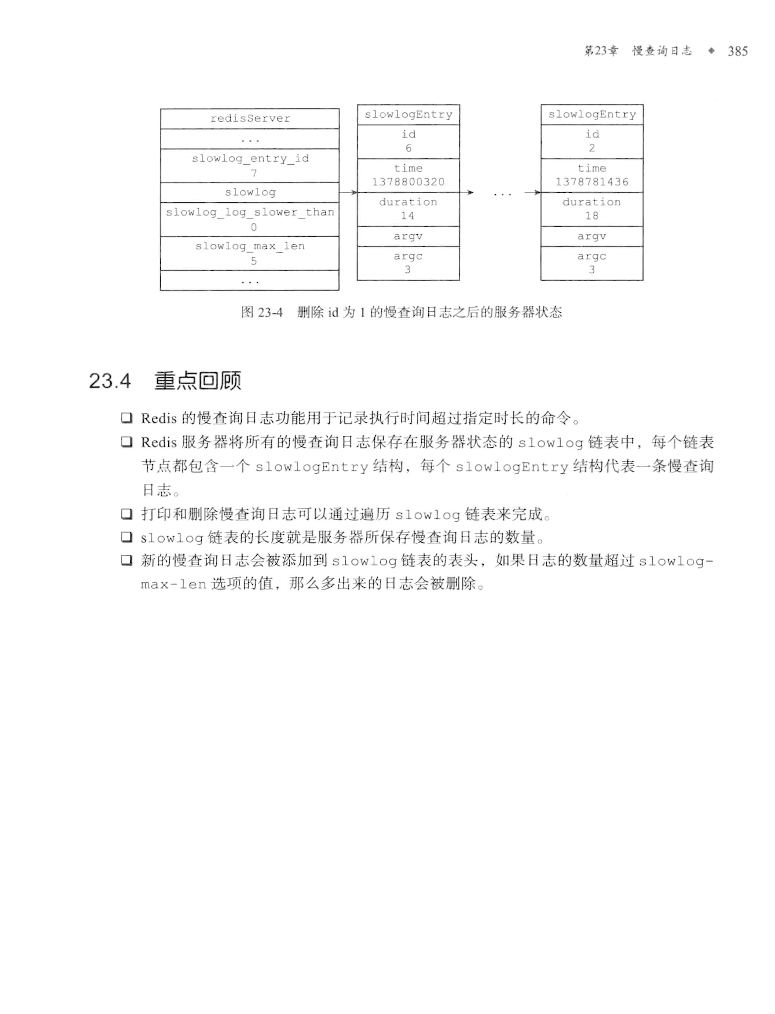 第23章 慢查询日志 ◆ 385
redisServer
...
slowlog_entry_id
7
slowlog
slowlog_log_slower_than
0
slowlog_max_len
5
...
slowlogEntry
id
6
time
1378800320
duration
14
argv
argc
3
...
slowlogEntry
id
2
time
1378781436
duration
18
argv
argc
3
图 23-4 删除 id 为 1 的慢查询日志之后的服务器状态
23.4 重点回顾
❏ Redis 的慢查询日志功能用于记录执行时间超过指定时长的命令。
❏ Redis 服务器将所有的慢查询日志保存在服务器状态的 slowlog 链表中，每个链表
节点都包含一个 slowlogEntry 结构，每个 slowlogEntry 结构代表一条慢查询
日志。
❏ 打印和删除慢查询日志可以通过遍历 slowlog 链表来完成。
❏ slowlog 链表的长度就是服务器所保存慢查询日志的数量。
❏ 新的慢查询日志会被添加到 slowlog 链表的表头，如果日志的数量超过 slowlog-
max-len 选项的值，那么多出来的日志会被删除。